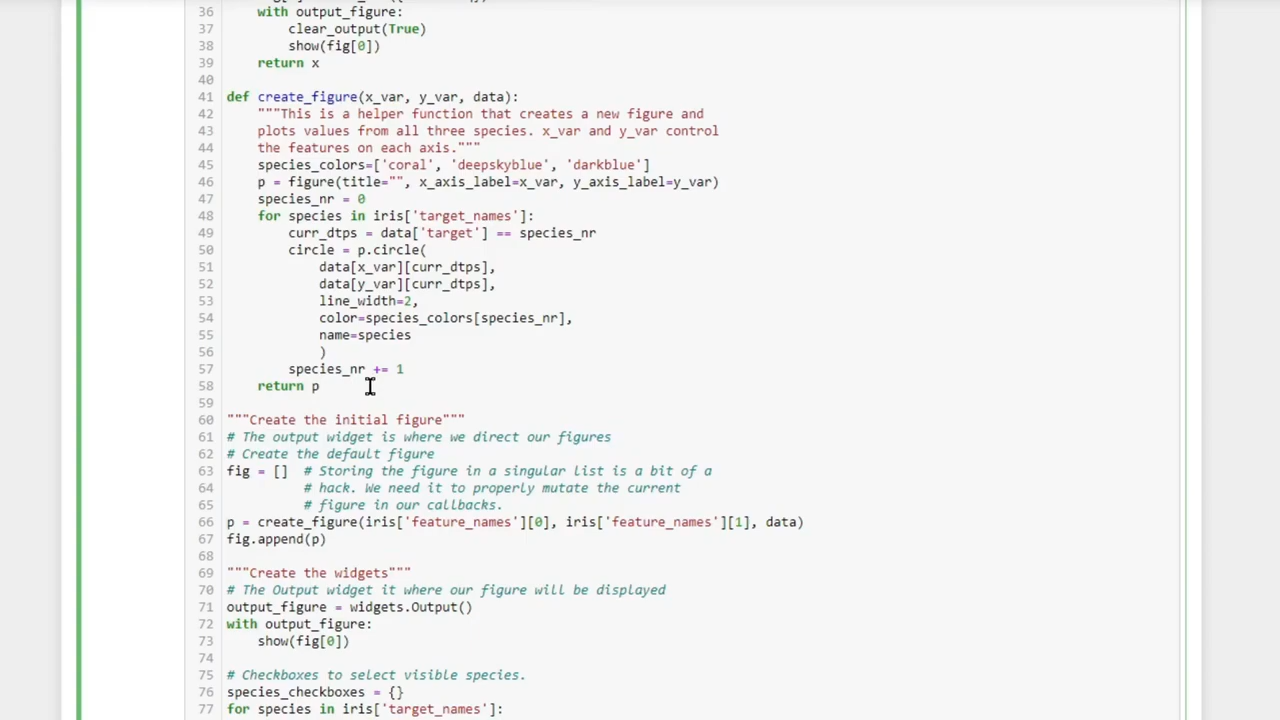 36 with output_figure:
37 clear_output(True)
38 show(fig[0])
39 return x
40
41 def create_figure(x_var, y_var, data):
42 """This is a helper function that creates a new figure and
43 plots values from all three species. x_var and y_var control
44 the features on each axis."""
45 species_colors=['coral', 'deepskyblue', 'darkblue']
46 p = figure(title="", x_axis_label=x_var, y_axis_label=y_var)
47 species_nr = 0
48 for species in iris['target_names']:
49 curr_dtps = data['target'] == species_nr
50 circle = p.circle(
51 data[x_var][curr_dtps],
52 data[y_var][curr_dtps],
53 line_width=2,
54 color=species_colors[species_nr],
55 name=species
56 )
57 species_nr += 1
58 return p
59
60 """Create the initial figure"""
61 # The output widget is where we direct our figures
62 # Create the default figure
63 fig = [] # Storing the figure in a singular list is a bit of a
64 # hack. We need it to properly mutate the current
65 # figure in our callbacks.
66 p = create_figure(iris['feature_names'][0], iris['feature_names'][1], data)
67 fig.append(p)
68
69 """Create the widgets"""
70 # The Output widget it where our figure will be displayed
71 output_figure = widgets.Output()
72 with output_figure:
73 show(fig[0])
74
75 # Checkboxes to select visible species.
76 species_checkboxes = {}
77 for species in iris['target_names']: